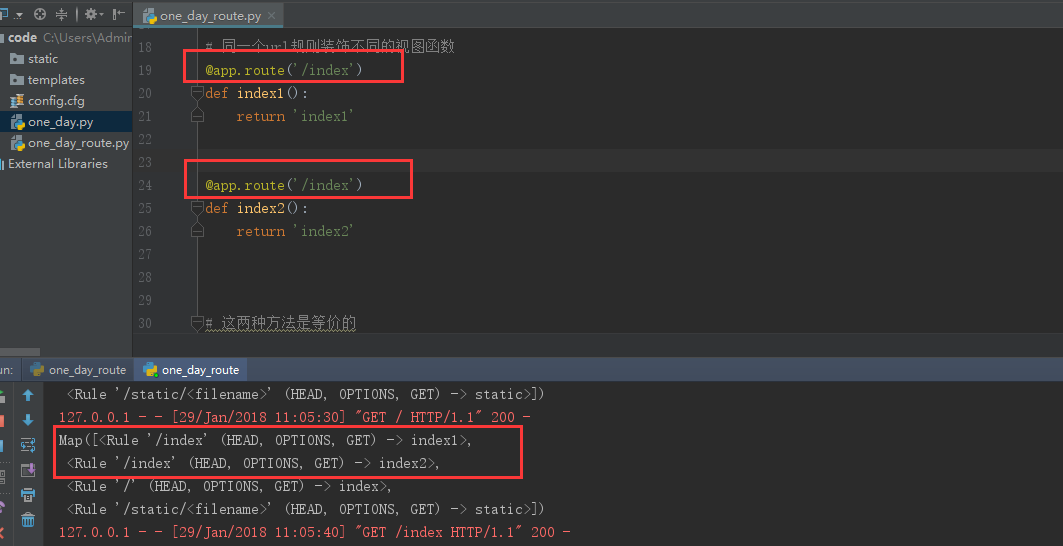 one_day_route.py
code C:\Users\Admin
static
templates
config.cfg
one_day.py
one_day_route.py
External Libraries
18 # 同一个url规则装饰不同的视图函数
19 @app.route('/index')
20 def index1():
21 return 'index1'
22
23
24 @app.route('/index')
25 def index2():
26 return 'index2'
27
28
29
30 # 这两种方法是等价的
un: one_day_route one_day_route
<Rule '/static/<filename>' (HEAD, OPTIONS, GET) -> static>])
127.0.0.1 - - [29/Jan/2018 11:05:30] "GET / HTTP/1.1" 200 -
Map([<Rule '/index' (HEAD, OPTIONS, GET) -> index1>,
<Rule '/index' (HEAD, OPTIONS, GET) -> index2>,
<Rule '/' (HEAD, OPTIONS, GET) -> index>,
<Rule '/static/<filename>' (HEAD, OPTIONS, GET) -> static>])
127.0.0.1 - - [29/Jan/2018 11:05:40] "GET /index HTTP/1.1" 200 -